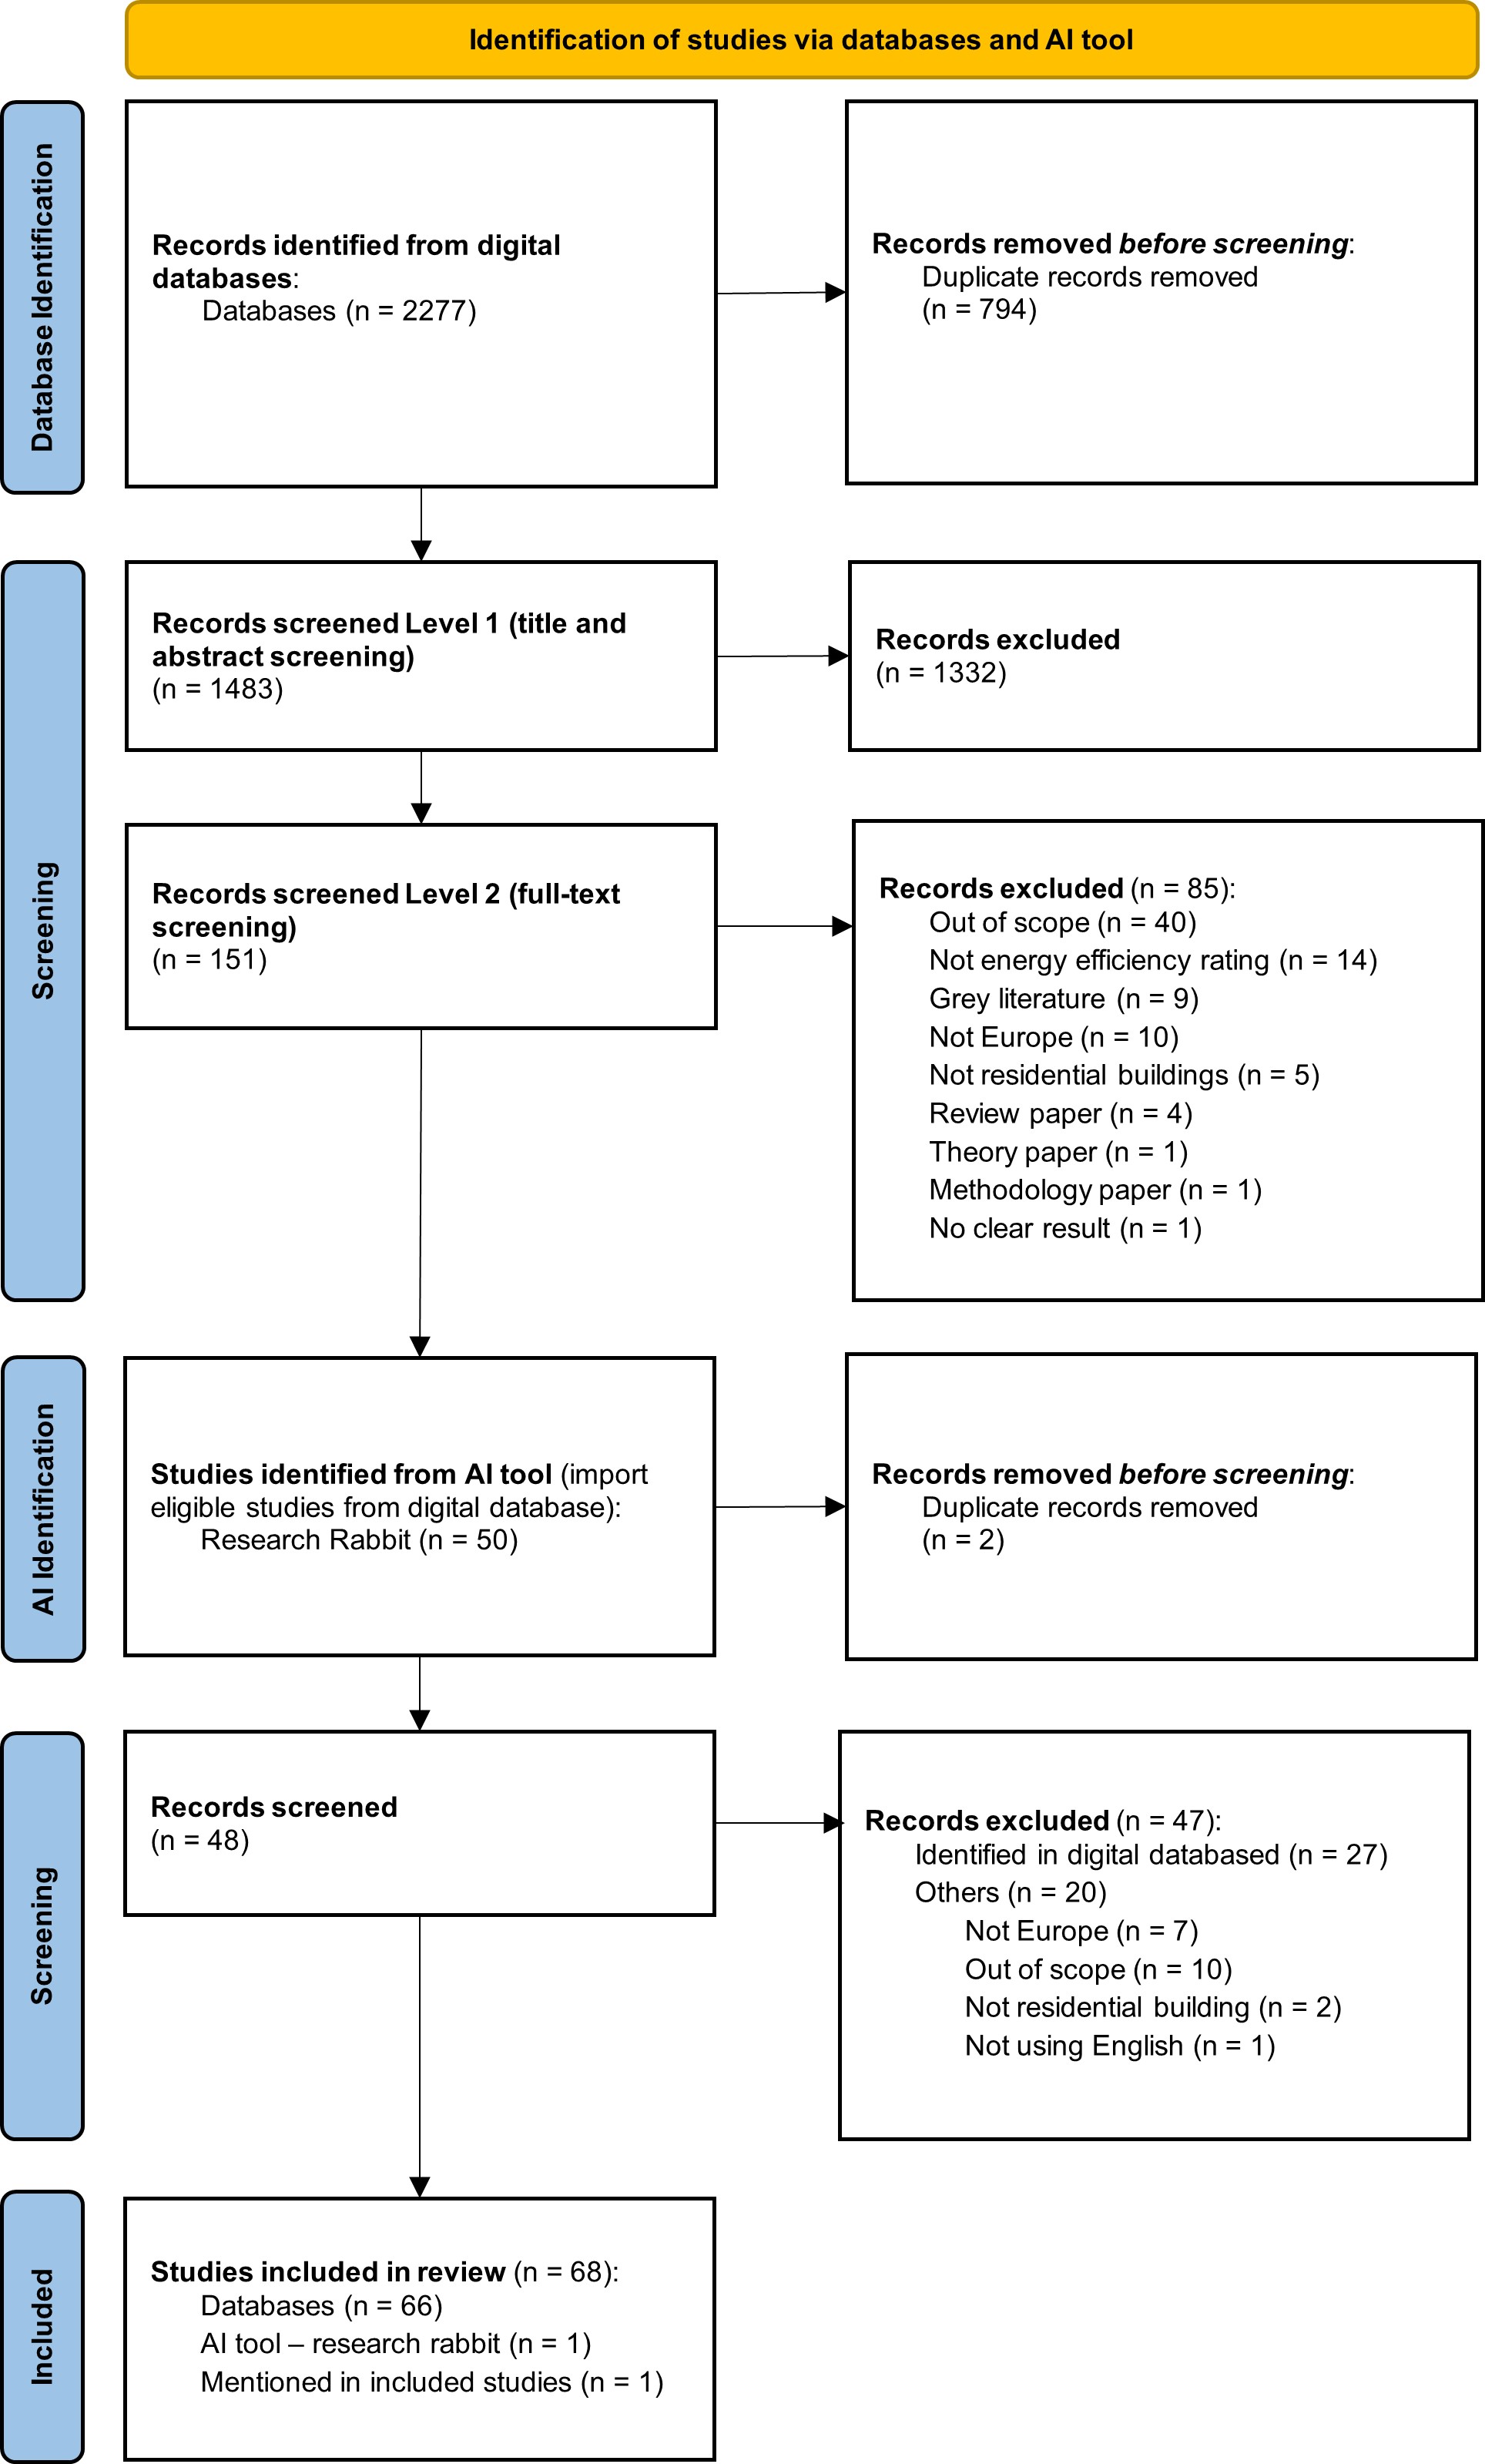 Identification of studies via databases and AI tool
Database Identification
Records identified from digital
databases:
Databases (n = 2277)
Records removed before screening:
Duplicate records removed
(n = 794)
Screening
Records screened Level 1 (title and
abstract screening)
(n = 1483)
Records excluded
(n = 1332)
Records screened Level 2 (full-text
screening)
(n = 151)
Records excluded (n = 85):
Out of scope (n = 40)
Not energy efficiency rating (n = 14)
Grey literature (n = 9)
Not Europe (n = 10)
Not residential buildings (n = 5)
Review paper (n = 4)
Theory paper (n = 1)
Methodology paper (n = 1)
No clear result (n = 1)
AI Identification
Studies identified from AI tool (import
eligible studies from digital database):
Research Rabbit (n = 50)
Records removed before screening:
Duplicate records removed
(n = 2)
Screening
Records screened
(n = 48)
Records excluded (n = 47):
Identified in digital databased (n = 27)
Others (n = 20)
Not Europe (n = 7)
Out of scope (n = 10)
Not residential building (n = 2)
Not using English (n = 1)
Included
Studies included in review (n = 68):
Databases (n = 66)
AI tool – research rabbit (n = 1)
Mentioned in included studies (n = 1)